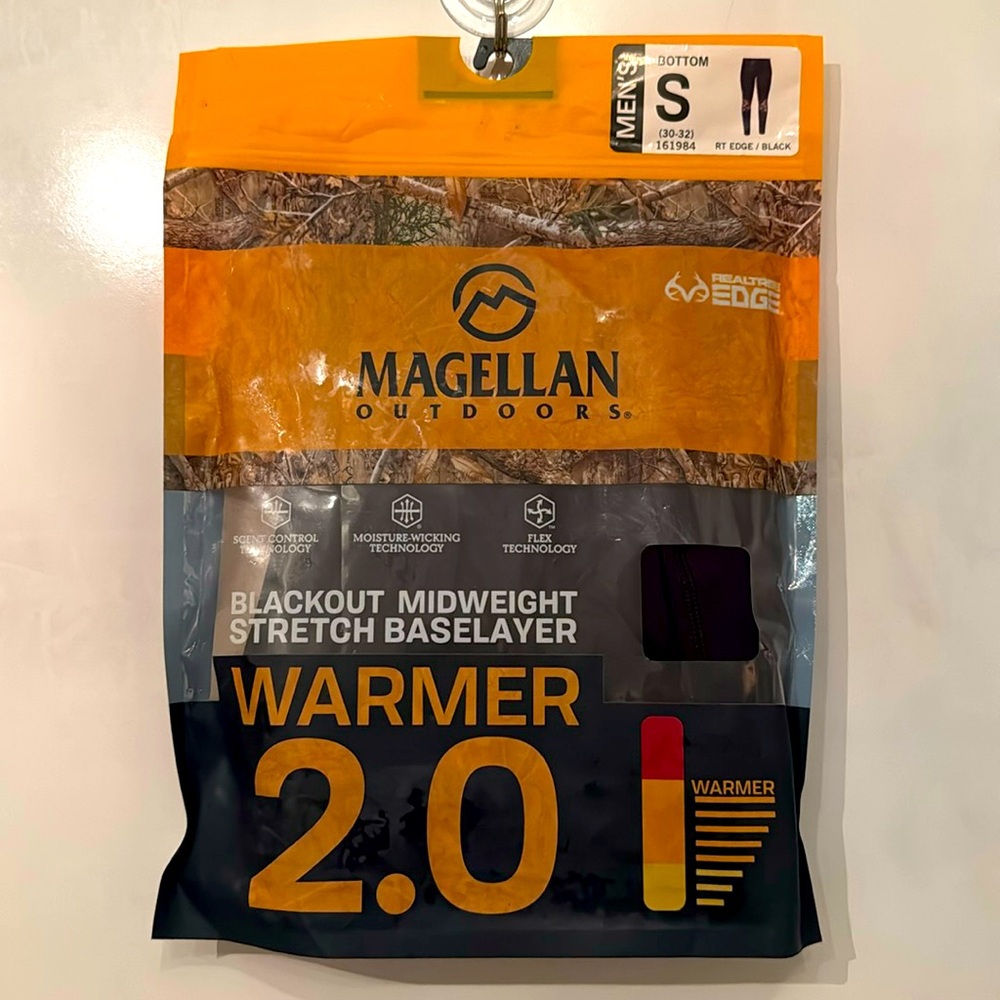 MEN'S
BOTTOM
S
(30-32)
161984
RT EDGE / BLACK
REALTREE
EDGE
MAGELLAN
OUTDOORS®
SCENT CONTROL
TECHNOLOGY
MOISTURE-WICKING
TECHNOLOGY
FLEX
TECHNOLOGY
BLACKOUT MIDWEIGHT
STRETCH BASELAYER
WARMER
2.0
WARMER